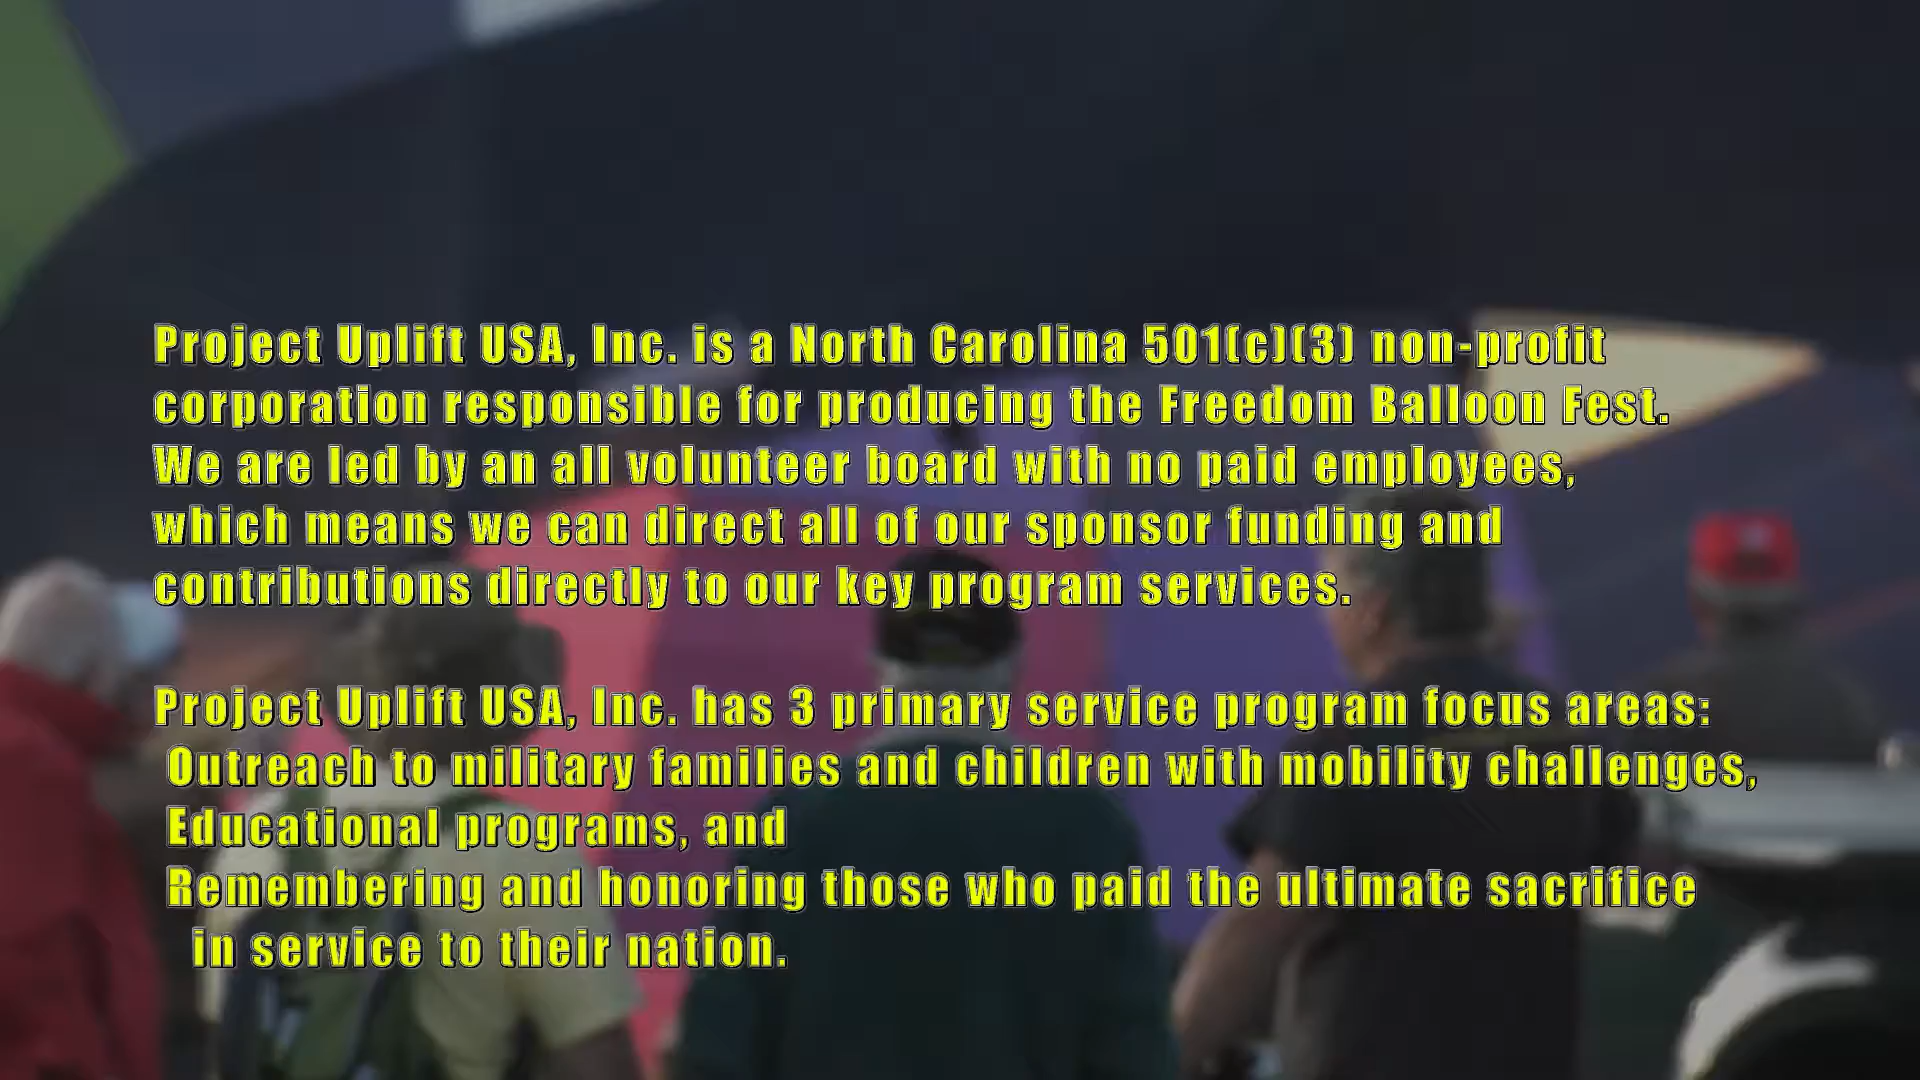 Project Uplift USA, Inc. is a North Carolina 501(c)(3) non-profit
corporation responsible for producing the Freedom Balloon Fest.
We are led by an all volunteer board with no paid employees,
which means we can direct all of our sponsor funding and
contributions directly to our key program services.
Project Uplift USA, Inc. has 3 primary service program focus areas:
Outreach to military families and children with mobility challenges,
Educational programs, and
Remembering and honoring those who paid the ultimate sacrifice
in service to their nation.